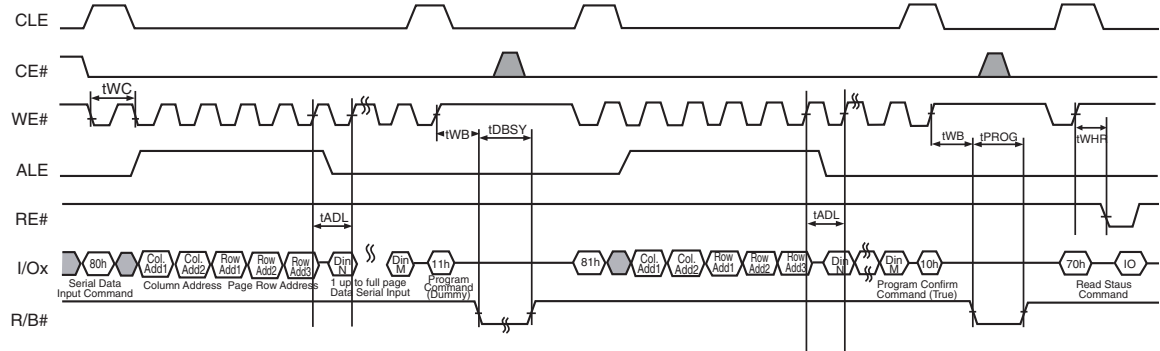 CLE
CE#
tWC
WE#
tWB
tDBSY
tWB
tPROG
tWHR
ALE
RE#
tADL
tADL
I/Ox
80h
Col. Add1
Col. Add2
Row Add1
Row Add2
Row Add3
Din N
Din M
11h
81h
Col. Add1
Col. Add2
Row Add1
Row Add2
Row Add3
Din N
Din M
10h
70h
IO
Serial Data
Input Command
Column Address
Page Row Address
1 up to full page
Data Serial Input
Program
Command
(Dummy)
Program Confirm
Command (True)
Read Staus
Command
R/B#